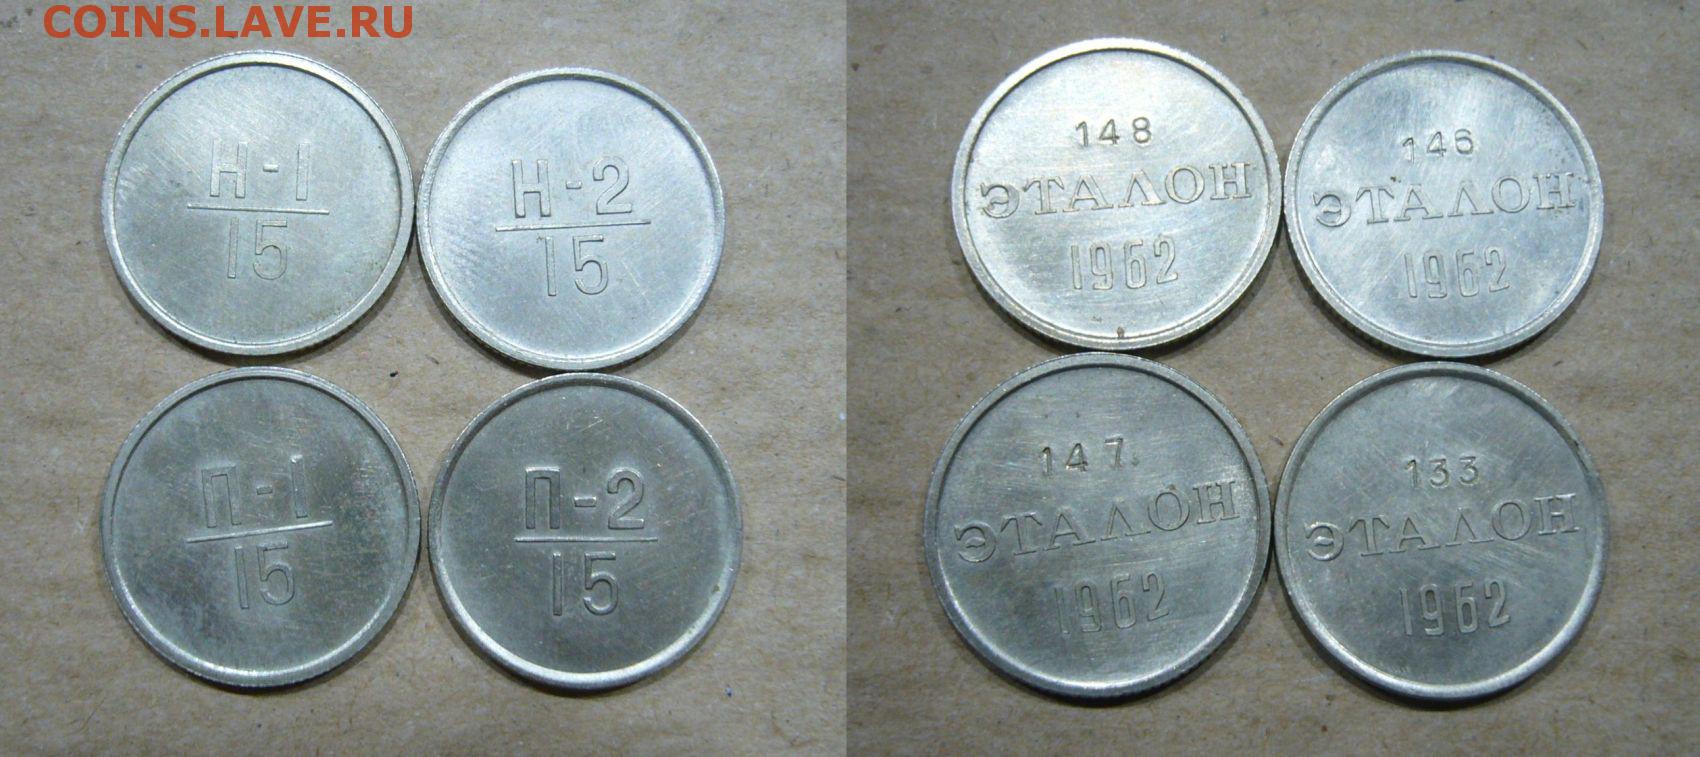 COINS.LAVE.RU
Н-1
15
Н-2
15
П-1
15
П-2
15
148
ЭТАЛОН
1962
146
ЭТАЛОН
1962
147
ЭТАЛОН
1962
133
ЭТАЛОН
1962